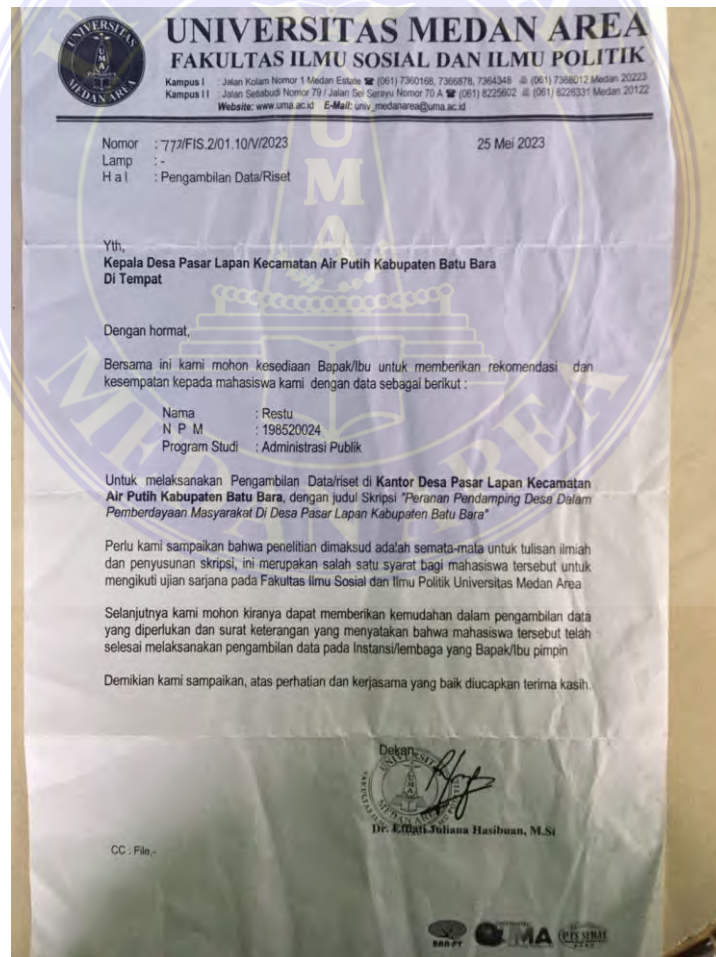 UNIVERSITAS MEDAN AREA
FAKULTAS ILMU SOSIAL DAN ILMU POLITIK
Kampus I : Jalan Kolam Nomor 1 Medan Estate ☎ (061) 7360168, 7366878, 7364348 (061) 7368012 Medan 20223
Kampus II : Jalan Setiabudi Nomor 79 / Jalan Sei Serayu Nomor 70 A ☎ (061) 8225602 (061) 8226331 Medan 20122
Website: www.uma.ac.id E-Mail: univ_medanarea@uma.ac.id
Nomor : 777/FIS.2/01.10/V/2023 25 Mei 2023
Lamp : -
H a l : Pengambilan Data/Riset
Yth,
Kepala Desa Pasar Lapan Kecamatan Air Putih Kabupaten Batu Bara
Di Tempat
Dengan hormat,
Bersama ini kami mohon kesediaan Bapak/Ibu untuk memberikan rekomendasi dan
kesempatan kepada mahasiswa kami dengan data sebagai berikut :
Nama : Restu
N P M : 198520024
Program Studi : Administrasi Publik
Untuk melaksanakan Pengambilan Data/riset di Kantor Desa Pasar Lapan Kecamatan
Air Putih Kabupaten Batu Bara, dengan judul Skripsi "Peranan Pendamping Desa Dalam
Pemberdayaan Masyarakat Di Desa Pasar Lapan Kabupaten Batu Bara"
Perlu kami sampaikan bahwa penelitian dimaksud adalah semata-mata untuk tulisan ilmiah
dan penyusunan skripsi, ini merupakan salah satu syarat bagi mahasiswa tersebut untuk
mengikuti ujian sarjana pada Fakultas Ilmu Sosial dan Ilmu Politik Universitas Medan Area
Selanjutnya kami mohon kiranya dapat memberikan kemudahan dalam pengambilan data
yang diperlukan dan surat keterangan yang menyatakan bahwa mahasiswa tersebut telah
selesai melaksanakan pengambilan data pada Instansi/lembaga yang Bapak/Ibu pimpin
Demikian kami sampaikan, atas perhatian dan kerjasama yang baik diucapkan terima kasih.
Dekan,
Dr. Effiati Juliana Hasibuan, M.Si
CC : File,-
BAN-PT
UMA
UNIVERSITAS MEDAN AREA